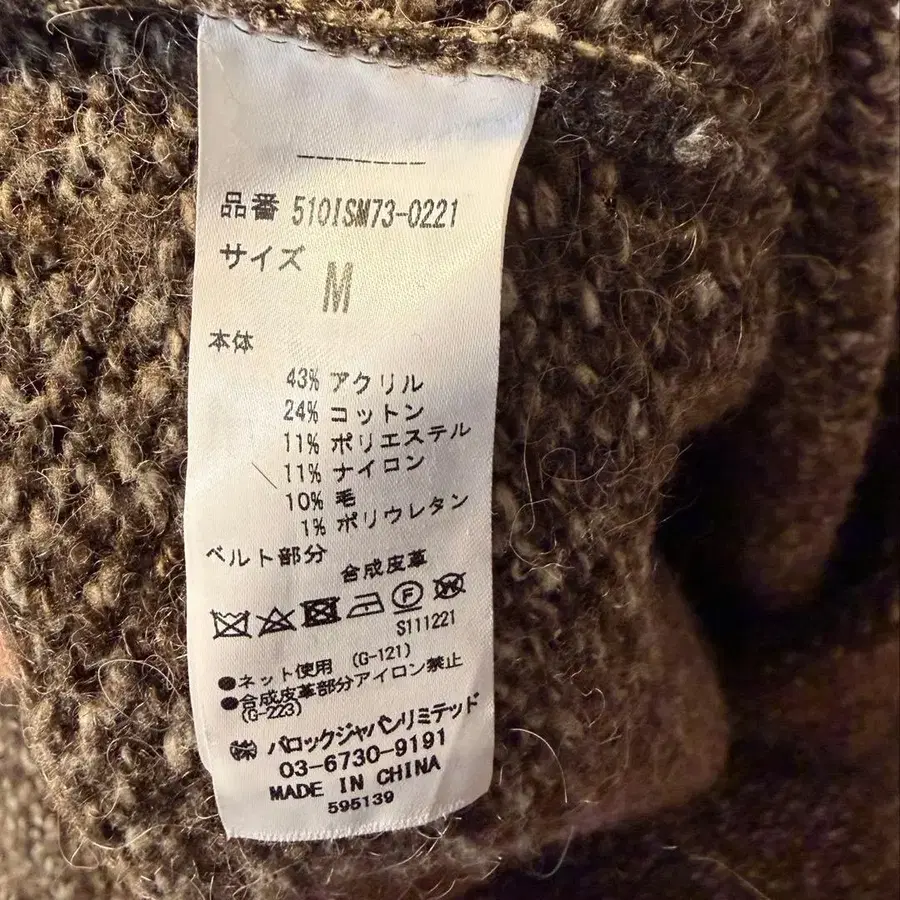 品番 510ISM73-0221
サイズ
M
本体
43% アクリル
24% コットン
11% ポリエステル
11% ナイロン
10% 毛
1% ポリウレタン
ベルト部分
合成皮革
F W
S111221
●ネット使用 (G-121)
●合成皮革部分アイロン禁止
(G-223)
㈱ バロックジャパンリミテッド
03-6730-9191
MADE IN CHINA
595139